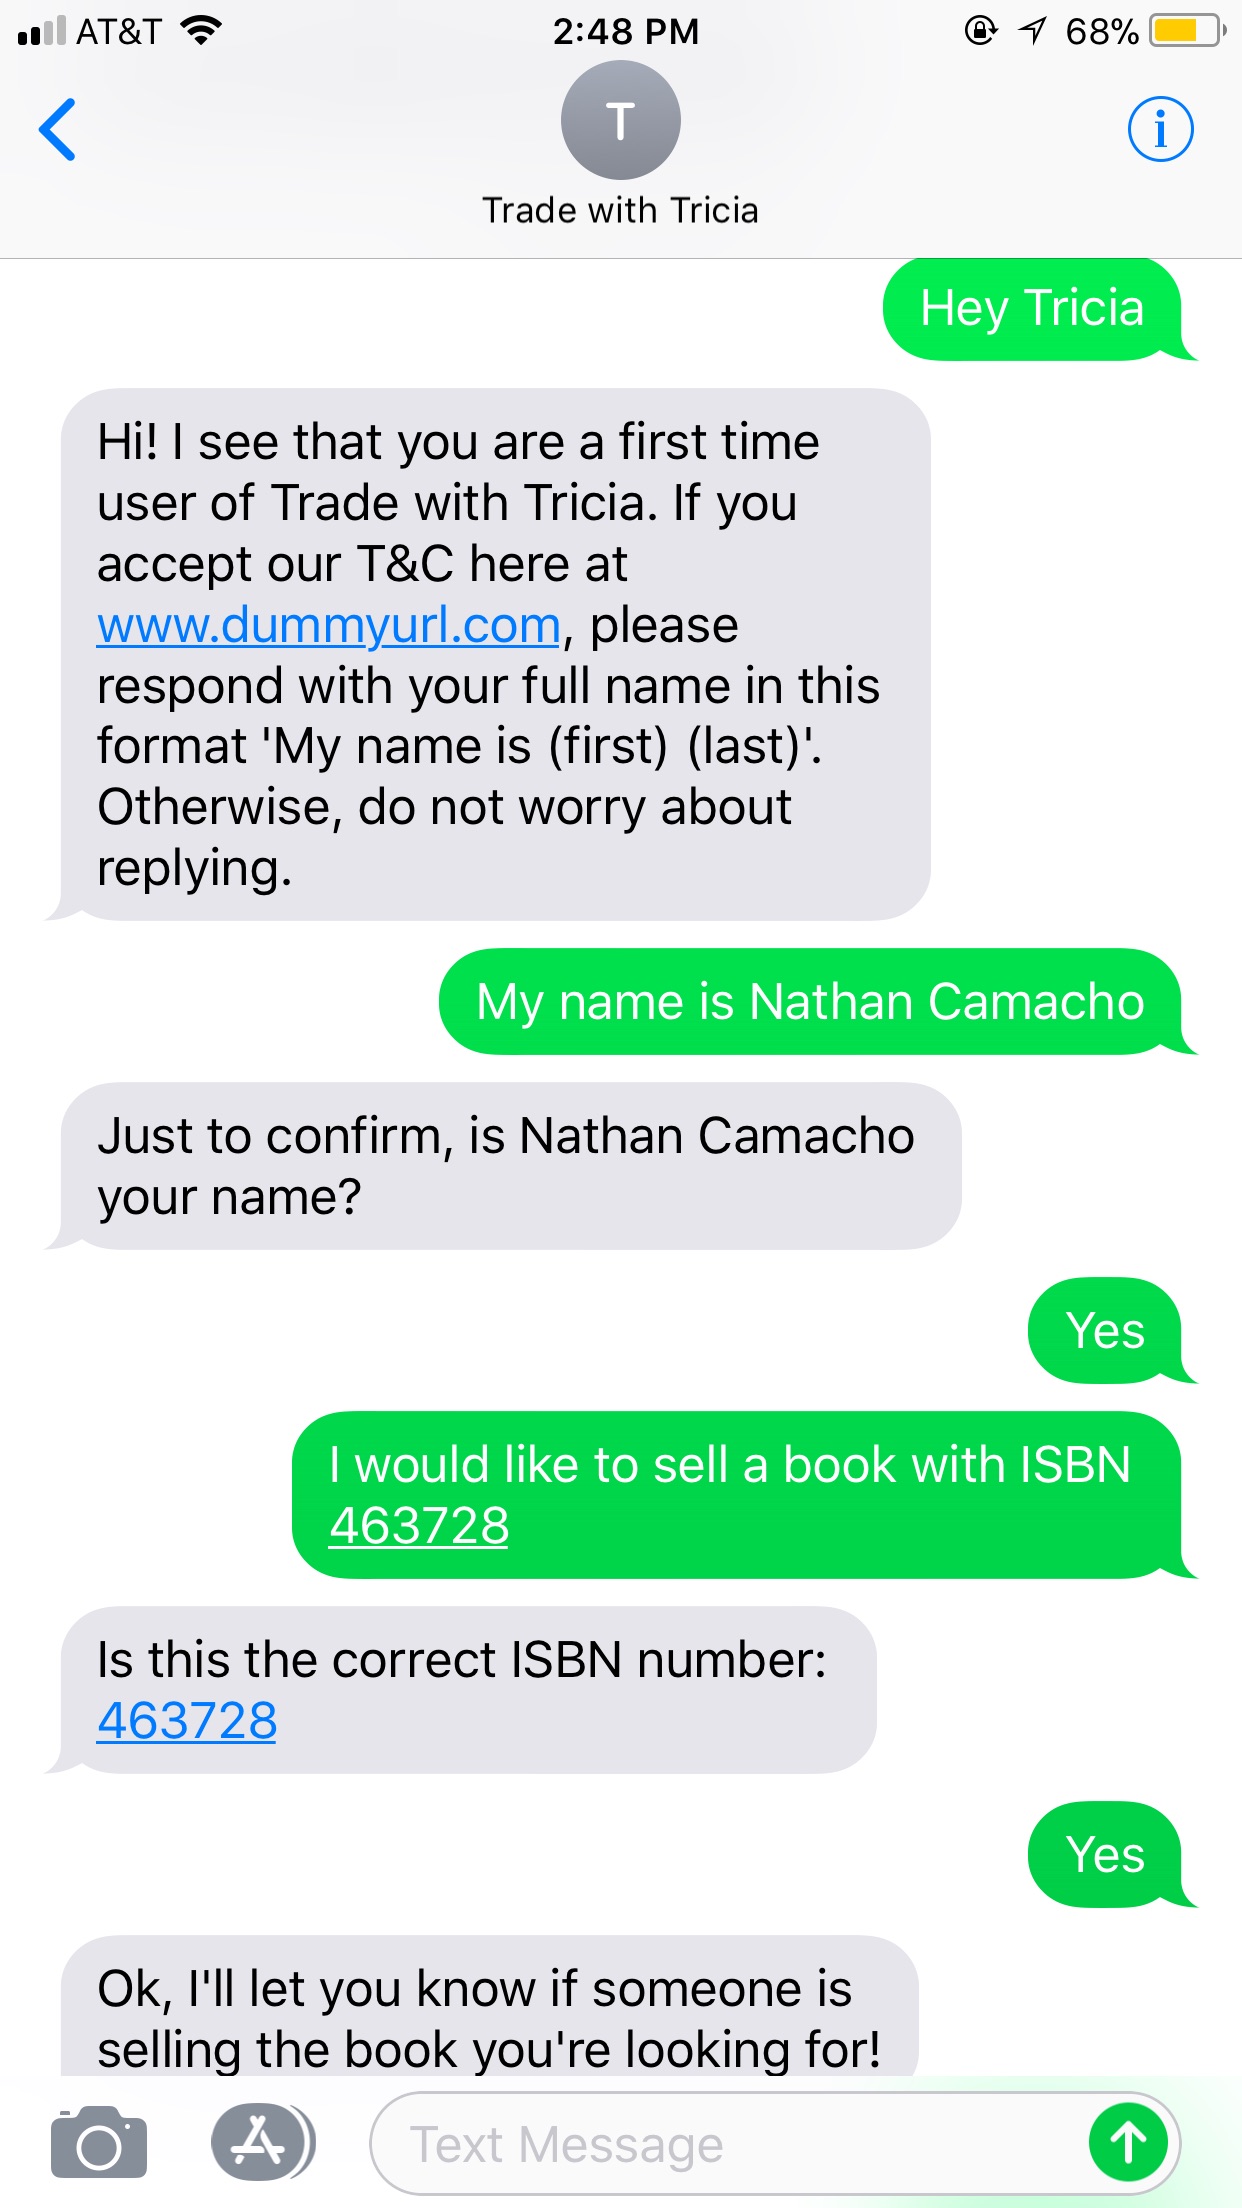 AT&T
2:48 PM
68%
T
i
Trade with Tricia
Hey Tricia
Hi! I see that you are a first time
user of Trade with Tricia. If you
accept our T&C here at
www.dummyurl.com, please
respond with your full name in this
format 'My name is (first) (last)'.
Otherwise, do not worry about
replying.
My name is Nathan Camacho
Just to confirm, is Nathan Camacho
your name?
Yes
I would like to sell a book with ISBN
463728
Is this the correct ISBN number:
463728
Yes
Ok, I'll let you know if someone is
selling the book you're looking for!
Text Message